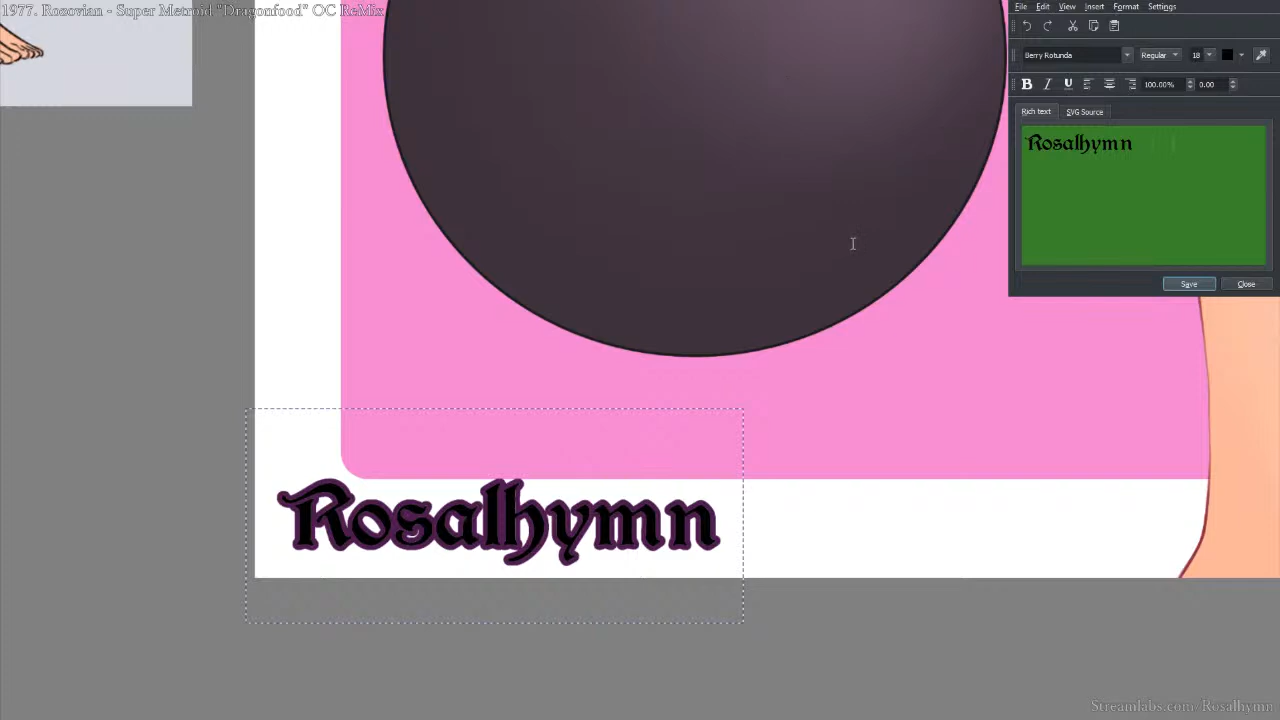 1977. Rosovian - Super Metroid "Dragonfood" OC ReMix
File Edit View Insert Format Settings
Berry Rotunda Regular 18
B I U 100.00% 0.00
Rich text SVG Source
Rosalhymn
Save Close
Rosalhymn
Streamlabs.com/Rosalhymn